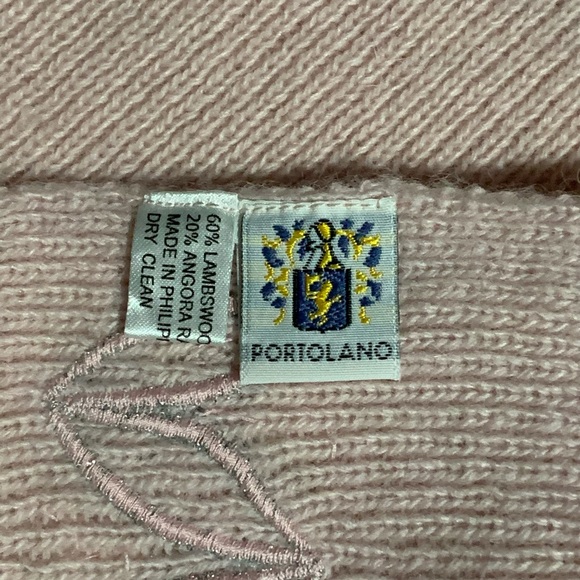 60% LAMBSWOO
20% ANGORA R
MADE IN PHILIP
DRY CLEAN
PORTOLANO